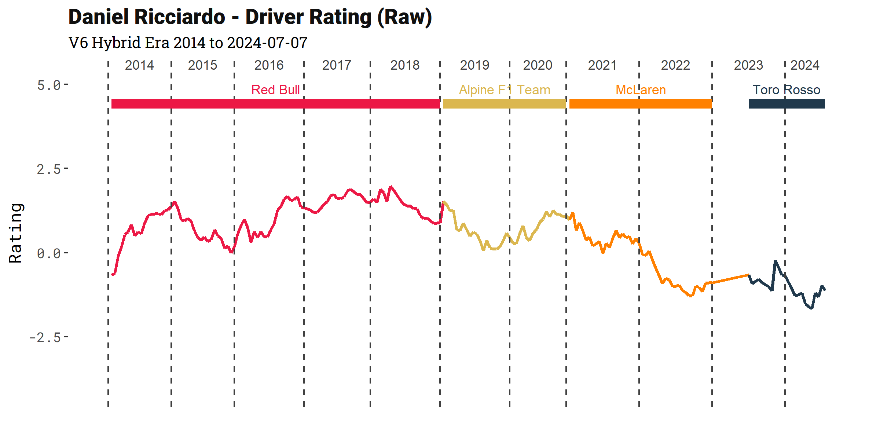 Daniel Ricciardo - Driver Rating (Raw)
V6 Hybrid Era 2014 to 2024-07-07
2014 2015 2016 2017 2018 2019 2020 2021 2022 2023 2024
5.0
Red Bull Alpine F1 Team McLaren Toro Rosso
2.5
Rating
0.0
-2.5